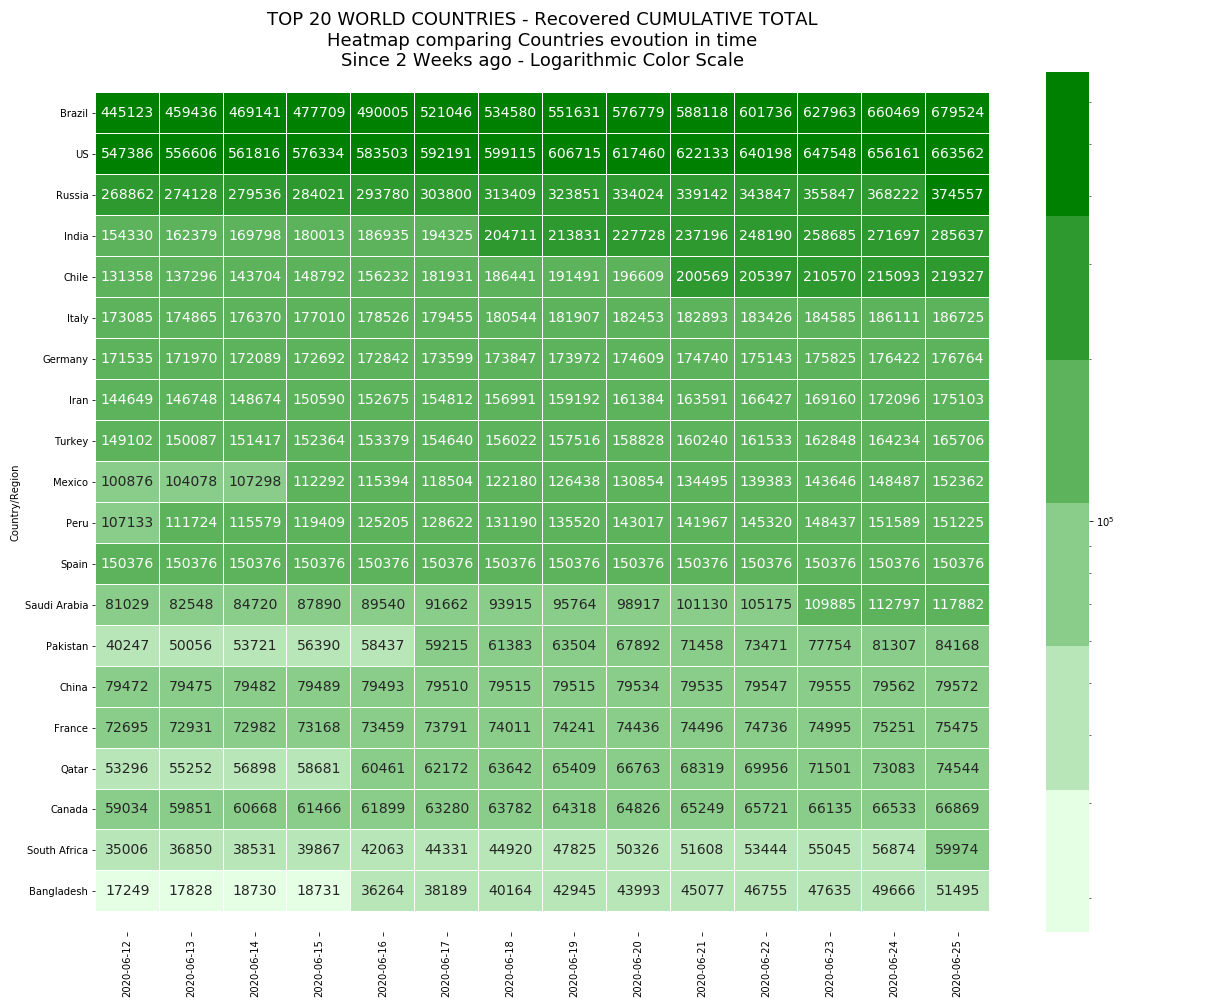 TOP 20 WORLD COUNTRIES - Recovered CUMULATIVE TOTAL
Heatmap comparing Countries evoution in time
Since 2 Weeks ago - Logarithmic Color Scale
Country/Region
Brazil 445123 459436 469141 477709 490005 521046 534580 551631 576779 588118 601736 627963 660469 679524
US 547386 556606 561816 576334 583503 592191 599115 606715 617460 622133 640198 647548 656161 663562
Russia 268862 274128 279536 284021 293780 303800 313409 323851 334024 339142 343847 355847 368222 374557
India 154330 162379 169798 180013 186935 194325 204711 213831 227728 237196 248190 258685 271697 285637
Chile 131358 137296 143704 148792 156232 181931 186441 191491 196609 200569 205397 210570 215093 219327
Italy 173085 174865 176370 177010 178526 179455 180544 181907 182453 182893 183426 184585 186111 186725
Germany 171535 171970 172089 172692 172842 173599 173847 173972 174609 174740 175143 175825 176422 176764
Iran 144649 146748 148674 150590 152675 154812 156991 159192 161384 163591 166427 169160 172096 175103
Turkey 149102 150087 151417 152364 153379 154640 156022 157516 158828 160240 161533 162848 164234 165706
Mexico 100876 104078 107298 112292 115394 118504 122180 126438 130854 134495 139383 143646 148487 152362
Peru 107133 111724 115579 119409 125205 128622 131190 135520 143017 141967 145320 148437 151589 151225
Spain 150376 150376 150376 150376 150376 150376 150376 150376 150376 150376 150376 150376 150376 150376
Saudi Arabia 81029 82548 84720 87890 89540 91662 93915 95764 98917 101130 105175 109885 112797 117882
Pakistan 40247 50056 53721 56390 58437 59215 61383 63504 67892 71458 73471 77754 81307 84168
China 79472 79475 79482 79489 79493 79510 79515 79515 79534 79535 79547 79555 79562 79572
France 72695 72931 72982 73168 73459 73791 74011 74241 74436 74496 74736 74995 75251 75475
Qatar 53296 55252 56898 58681 60461 62172 63642 65409 66763 68319 69956 71501 73083 74544
Canada 59034 59851 60668 61466 61899 63280 63782 64318 64826 65249 65721 66135 66533 66869
South Africa 35006 36850 38531 39867 42063 44331 44920 47825 50326 51608 53444 55045 56874 59974
Bangladesh 17249 17828 18730 18731 36264 38189 40164 42945 43993 45077 46755 47635 49666 51495
2020-06-12 2020-06-13 2020-06-14 2020-06-15 2020-06-16 2020-06-17 2020-06-18 2020-06-19 2020-06-20 2020-06-21 2020-06-22 2020-06-23 2020-06-24 2020-06-25
10⁵